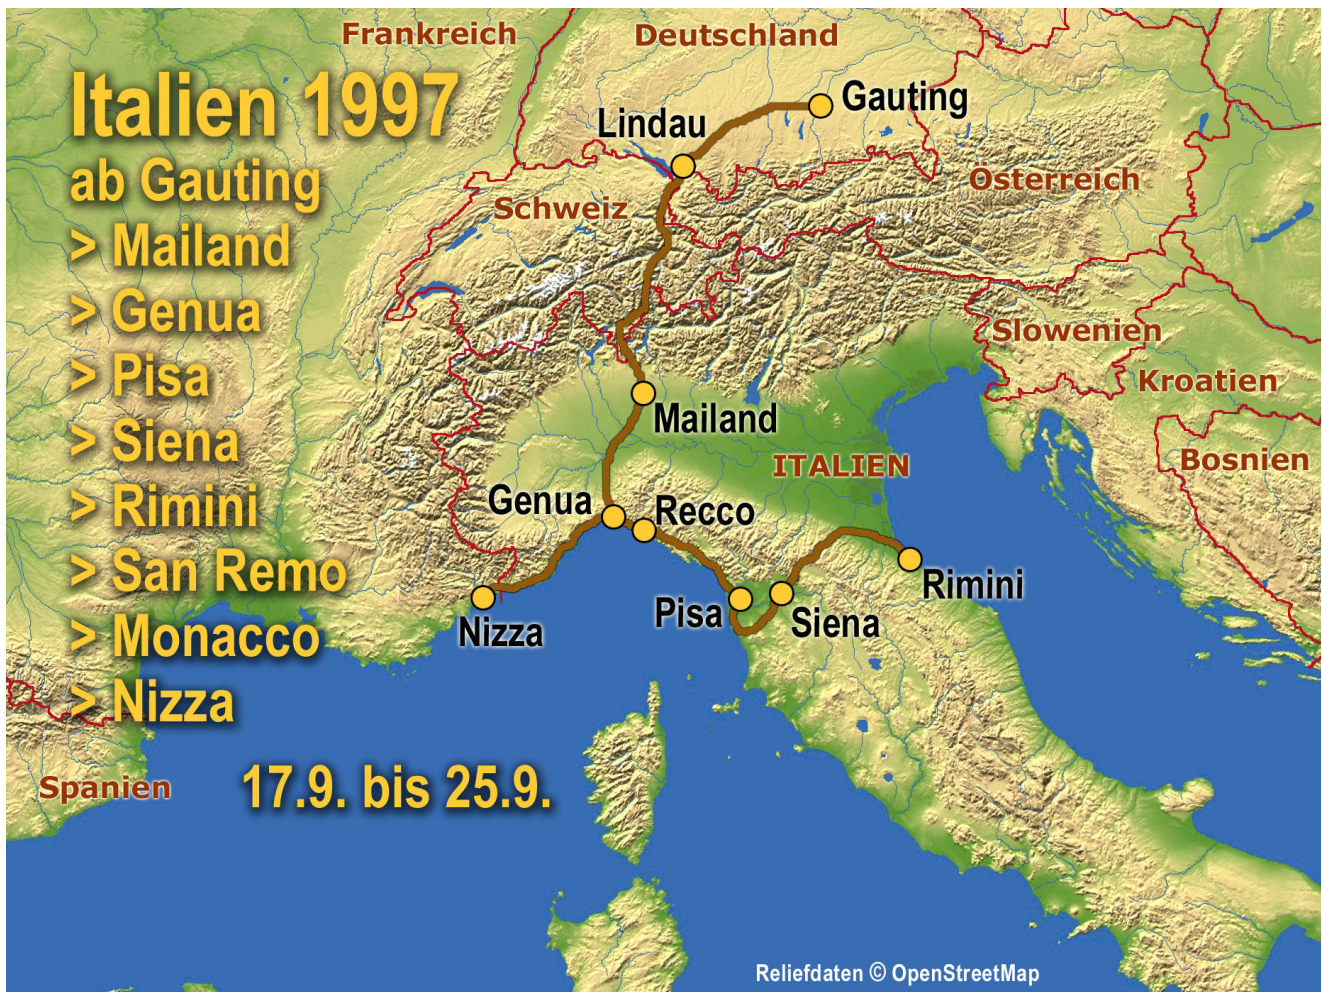 Italien 1997
ab Gauting
> Mailand
> Genua
> Pisa
> Siena
> Rimini
> San Remo
> Monacco
> Nizza
17.9. bis 25.9.
Frankreich
Deutschland
Gauting
Lindau
Österreich
Schweiz
Slowenien
Kroatien
Mailand
Bosnien
ITALIEN
Genua
Recco
Rimini
Pisa
Siena
Nizza
Spanien
Reliefdaten © OpenStreetMap